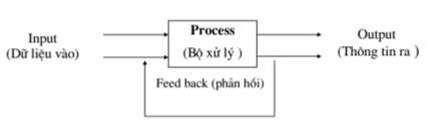 Input
(Dữ liệu vào)
Process
(Bộ xử lý )
Output
(Thông tin ra )
Feed back (phản hồi)